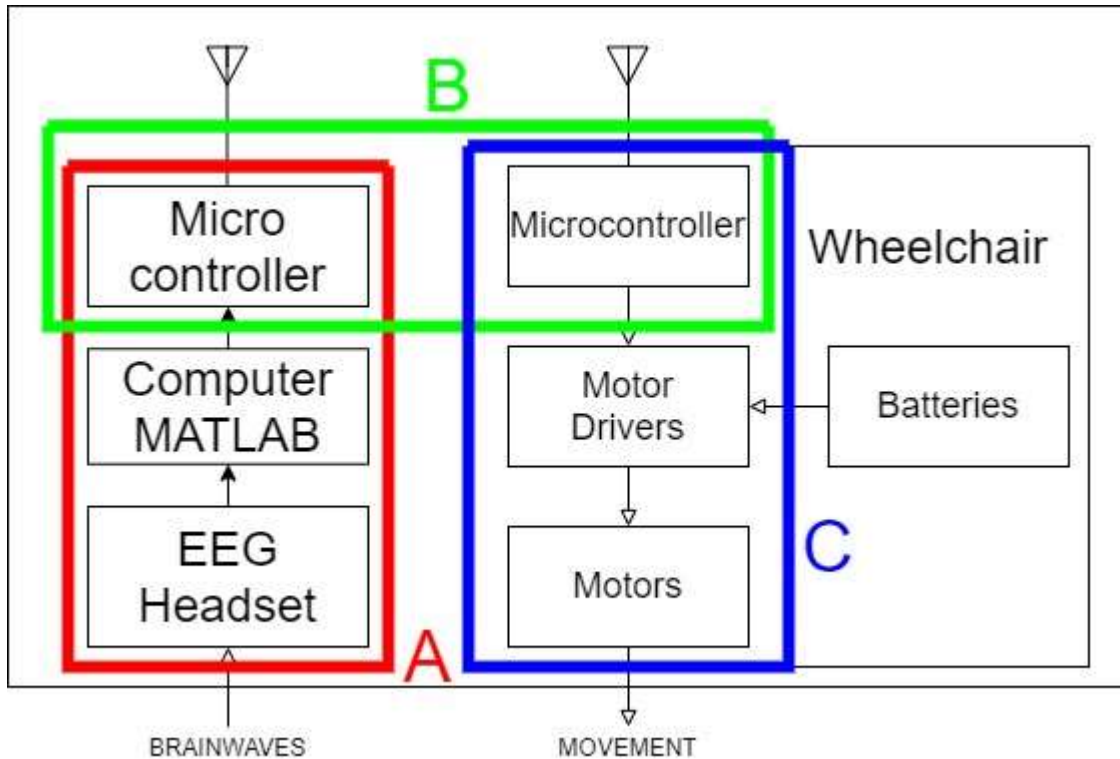 B
Micro
controller
Microcontroller
Wheelchair
Computer
MATLAB
Motor
Drivers
Batteries
EEG
Headset
Motors
C
A
BRAINWAVES
MOVEMENT